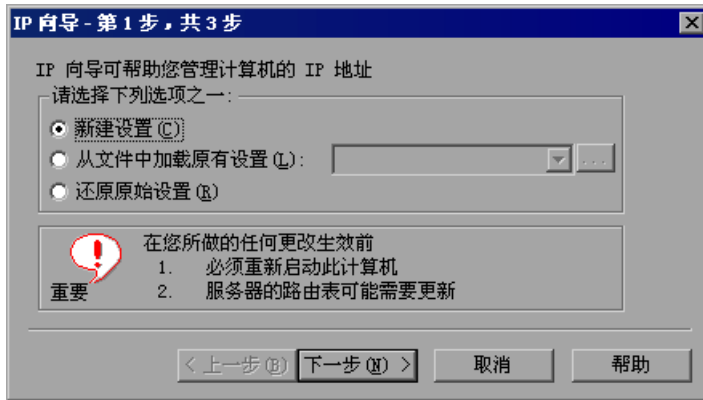 IP 向导 - 第 1 步，共 3 步
IP 向导可帮助您管理计算机的 IP 地址
请选择下列选项之一:
新建设置(C)
从文件中加载原有设置(L):
...
还原原始设置(R)
在您所做的任何更改生效前
1. 必须重新启动此计算机
重要 2. 服务器的路由表可能需要更新
< 上一步(B) 下一步(N) > 取消 帮助